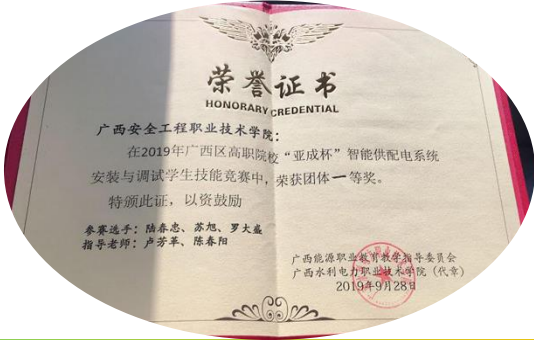 荣誉证书
HONORARY CREDENTIAL
广西安全工程职业技术学院：
在2019年广西区高职院校“亚成杯”智能供配电系统
安装与调试学生技能竞赛中，荣获团体一等奖。
特颁此证，以资鼓励
参赛选手：陆春忠、苏旭、罗大盛
指导老师：卢芳革、陈春阳
广西能源职业教育教学指导委员会
广西水利电力职业技术学院（代章）
2019年9月28日